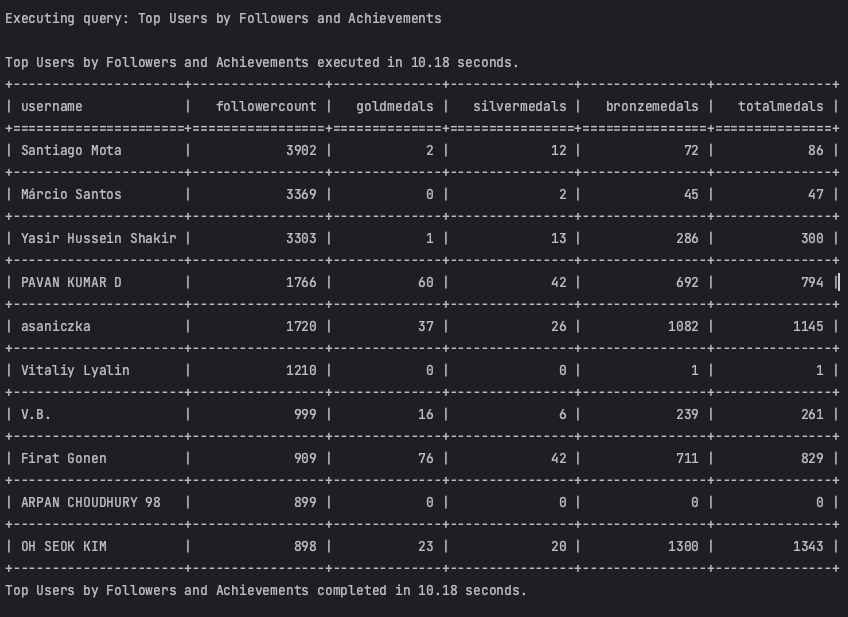 Executing query: Top Users by Followers and Achievements
Top Users by Followers and Achievements executed in 10.18 seconds.
+----------------------+-----------------+-------------+----------------+----------------+---------------+
| username             |   followercount |   goldmedals |   silvermedals |   bronzemedals |   totalmedals |
+======================+=================+=============+================+================+===============+
| Santiago Mota        |            3902 |            2 |             12 |             72 |            86 |
+----------------------+-----------------+-------------+----------------+----------------+---------------+
| Márcio Santos        |            3369 |            0 |              2 |             45 |            47 |
+----------------------+-----------------+-------------+----------------+----------------+---------------+
| Yasir Hussein Shakir |            3303 |            1 |             13 |            286 |           300 |
+----------------------+-----------------+-------------+----------------+----------------+---------------+
| PAVAN KUMAR D        |            1766 |           60 |             42 |            692 |           794 |
+----------------------+-----------------+-------------+----------------+----------------+---------------+
| asaniczka            |            1720 |           37 |             26 |           1082 |          1145 |
+----------------------+-----------------+-------------+----------------+----------------+---------------+
| Vitaliy Lyalin       |            1210 |            0 |              0 |              1 |             1 |
+----------------------+-----------------+-------------+----------------+----------------+---------------+
| V.B.                 |             999 |           16 |              6 |            239 |           261 |
+----------------------+-----------------+-------------+----------------+----------------+---------------+
| Firat Gonen          |             909 |           76 |             42 |            711 |           829 |
+----------------------+-----------------+-------------+----------------+----------------+---------------+
| ARPAN CHOUDHURY 98   |             899 |            0 |              0 |              0 |             0 |
+----------------------+-----------------+-------------+----------------+----------------+---------------+
| OH SEOK KIM          |             898 |           23 |             20 |           1300 |          1343 |
+----------------------+-----------------+-------------+----------------+----------------+---------------+
Top Users by Followers and Achievements completed in 10.18 seconds.